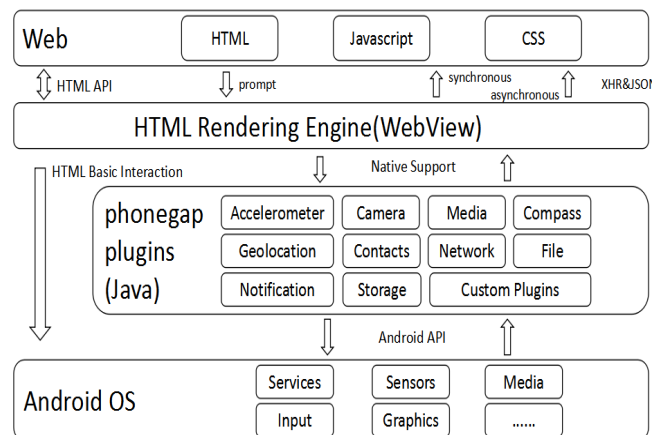 Web
HTML
Javascript
CSS
HTML API
prompt
synchronous
asynchronous
XHR&JSON
HTML Rendering Engine(WebView)
HTML Basic Interaction
Native Support
phonegap
plugins
(Java)
Accelerometer
Camera
Media
Compass
Geolocation
Contacts
Network
File
Notification
Storage
Custom Plugins
Android API
Android OS
Services
Sensors
Media
Input
Graphics
......